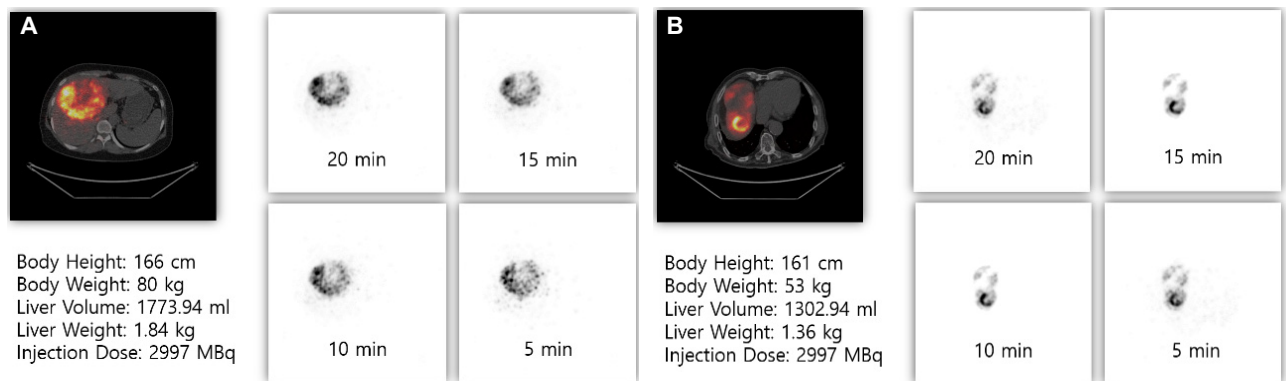 A
20 min
15 min
10 min
5 min
Body Height: 166 cm
Body Weight: 80 kg
Liver Volume: 1773.94 ml
Liver Weight: 1.84 kg
Injection Dose: 2997 MBq
B
20 min
15 min
10 min
5 min
Body Height: 161 cm
Body Weight: 53 kg
Liver Volume: 1302.94 ml
Liver Weight: 1.36 kg
Injection Dose: 2997 MBq